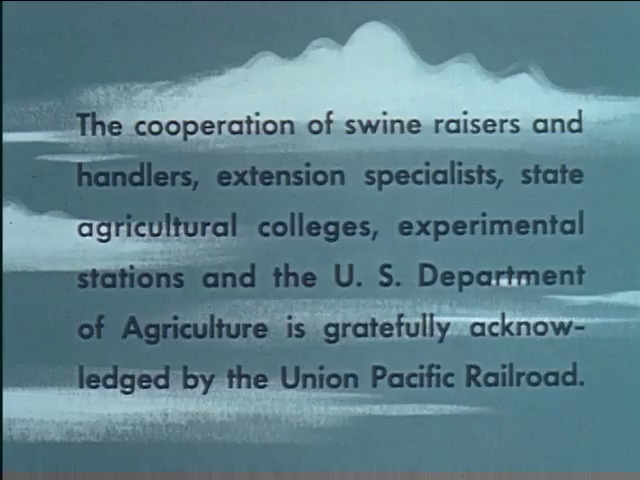 The cooperation of swine raisers and
handlers, extension specialists, state
agricultural colleges, experimental
stations and the U. S. Department
of Agriculture is gratefully acknow-
ledged by the Union Pacific Railroad.